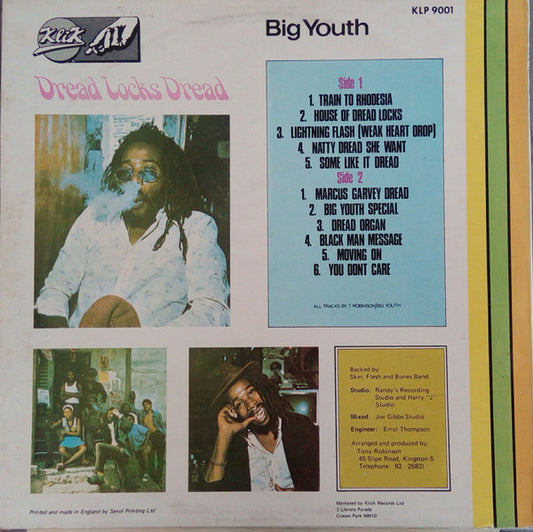 KLP 9001
KliK
Big Youth
Dread Locks Dread
Side 1
1. TRAIN TO RHODESIA
2. HOUSE OF DREAD LOCKS
3. LIGHTNING FLASH (WEAK HEART DROP)
4. NATTY DREAD SHE WANT
5. SOME LIKE IT DREAD
Side 2
1. MARCUS GARVEY DREAD
2. BIG YOUTH SPECIAL
3. DREAD ORGAN
4. BLACK MAN MESSAGE
5. MOVING ON
6. YOU DONT CARE
ALL TRACKS BY T. ROBINSON/BIG YOUTH
Backed by
Skin, Flesh and Bones Band.
Studio: Randy's Recording
Studio and Harry "J"
Studio
Mixed: Joe Gibbs Studio
Engineer: Errol Thompson
Arranged and produced by:
Tony Robinson
45 Slipe Road, Kingston 5.
Telephone: 92 - 26821
Printed and made in England by Senol Printing Ltd
Marketed by Klick Records Ltd
2 Library Parade
Craven Park NW10